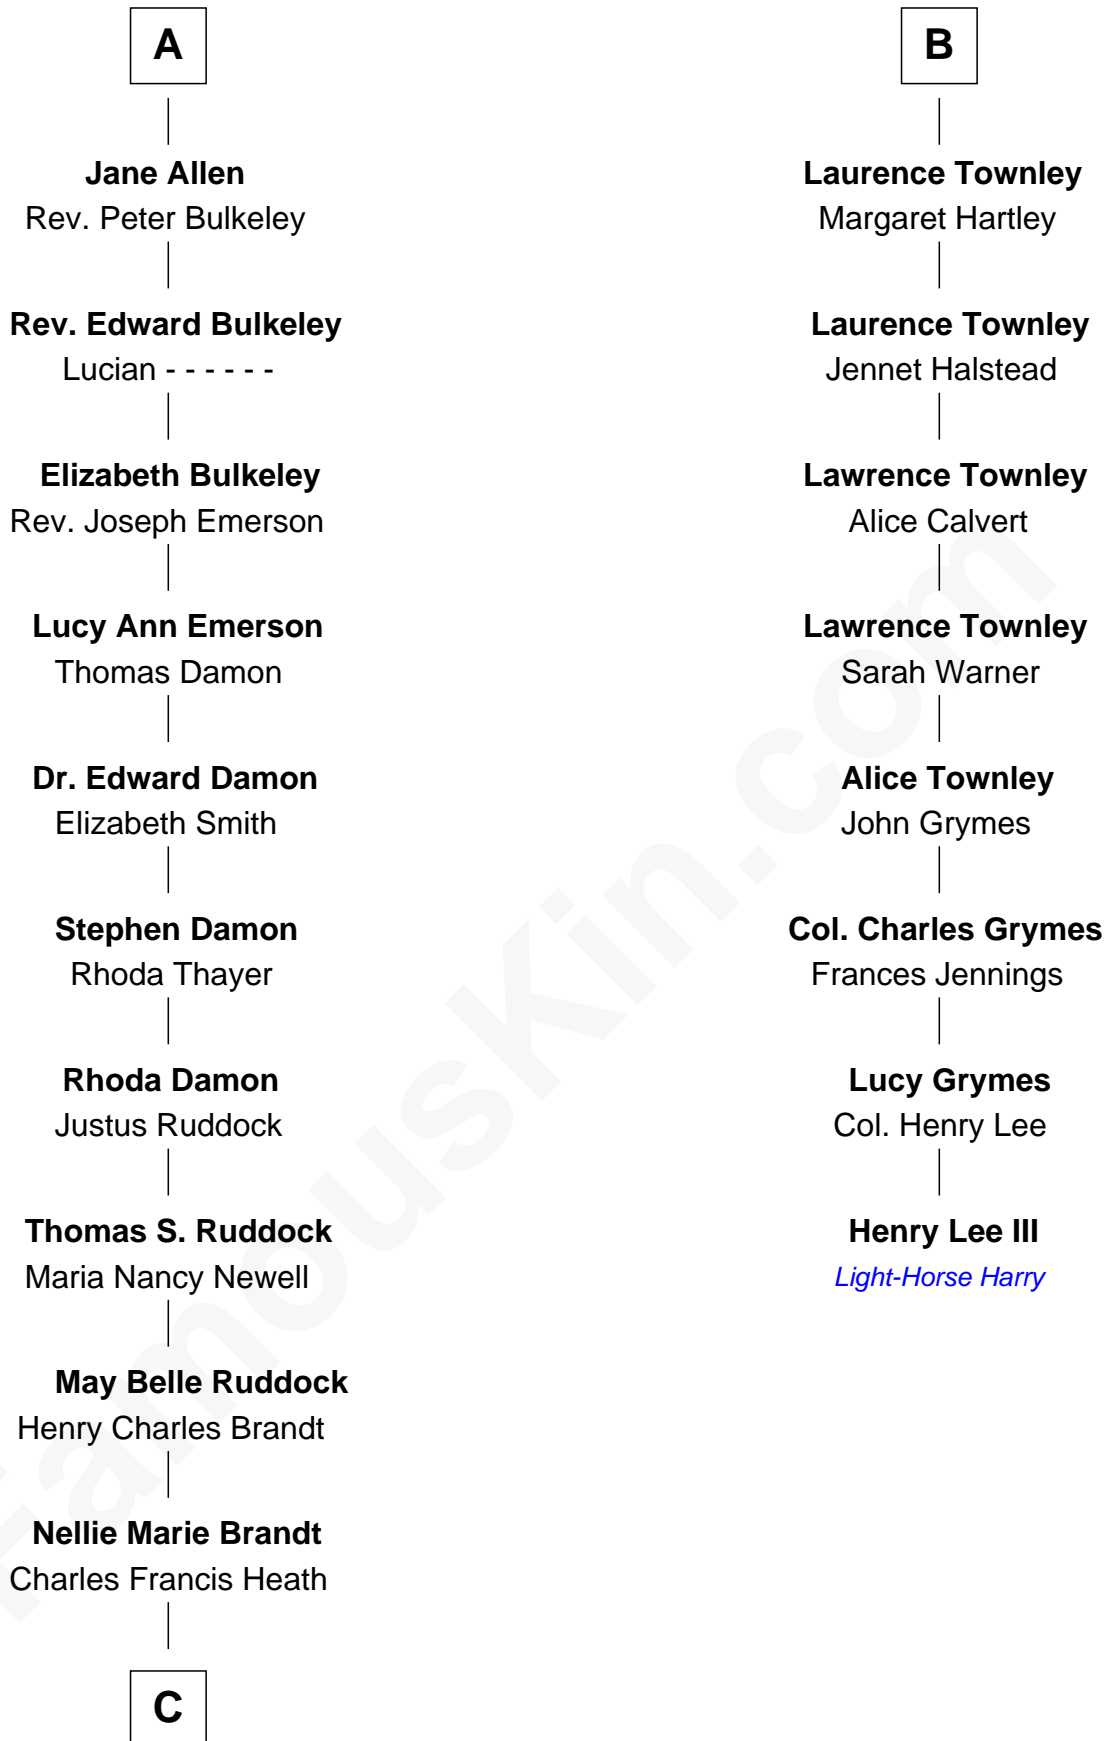 A
Jane Allen
Rev. Peter Bulkeley
Rev. Edward Bulkeley
Lucian - - - - - -
Elizabeth Bulkeley
Rev. Joseph Emerson
Lucy Ann Emerson
Thomas Damon
Dr. Edward Damon
Elizabeth Smith
Stephen Damon
Rhoda Thayer
Rhoda Damon
Justus Ruddock
Thomas S. Ruddock
Maria Nancy Newell
May Belle Ruddock
Henry Charles Brandt
Nellie Marie Brandt
Charles Francis Heath
C
B
Laurence Townley
Margaret Hartley
Laurence Townley
Jennet Halstead
Lawrence Townley
Alice Calvert
Lawrence Townley
Sarah Warner
Alice Townley
John Grymes
Col. Charles Grymes
Frances Jennings
Lucy Grymes
Col. Henry Lee
Henry Lee III
Light-Horse Harry
FamousKin.com